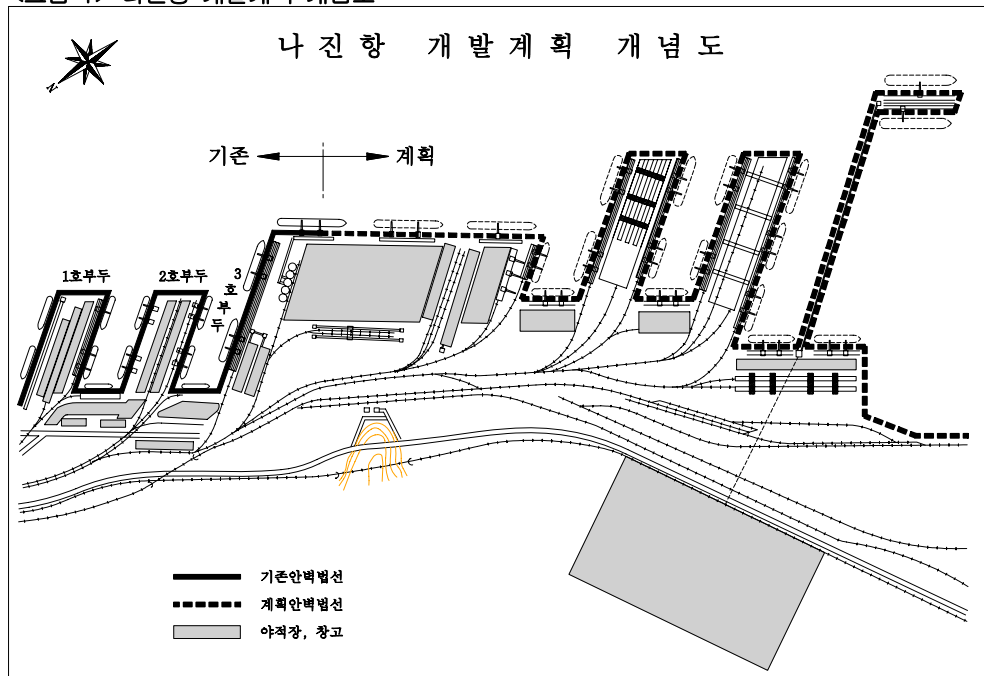 나진항 개발계획 개념도
N
기존
계획
1호부두
2호부두
3호부두
기존안벽법선
계획안벽법선
야적장, 창고